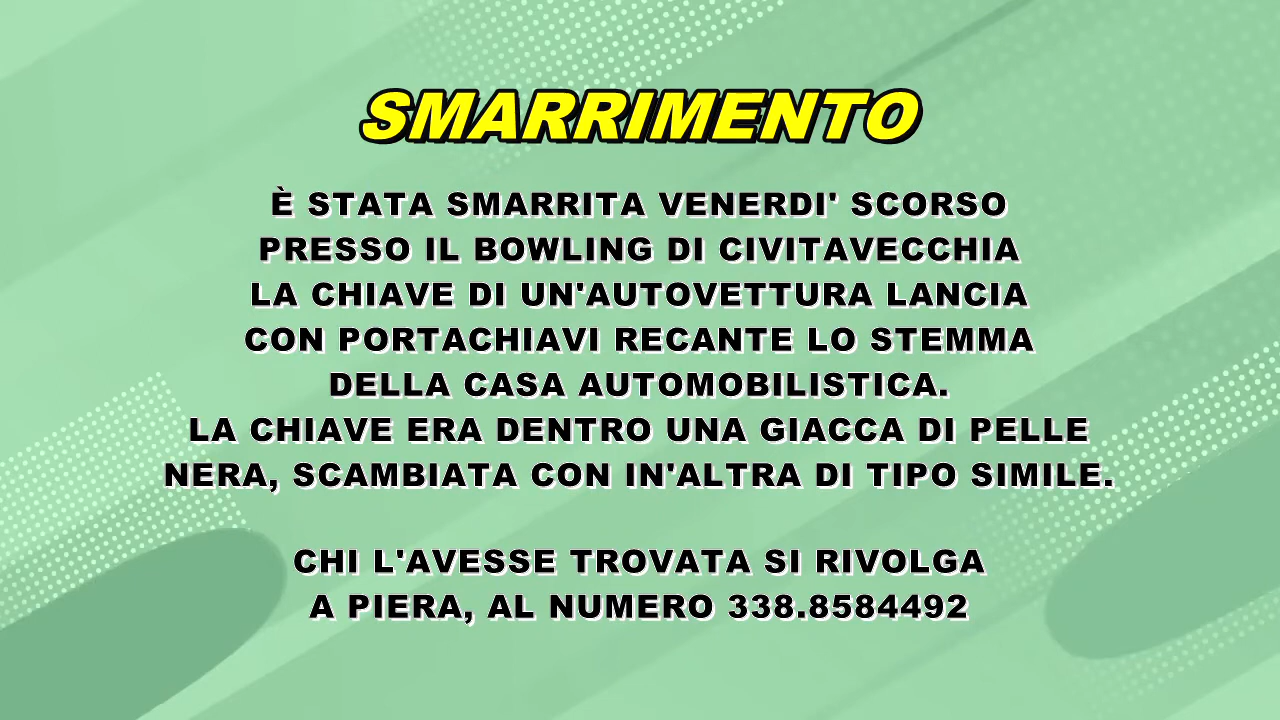 SMARRIMENTO
È STATA SMARRITA VENERDI' SCORSO
PRESSO IL BOWLING DI CIVITAVECCHIA
LA CHIAVE DI UN'AUTOVETTURA LANCIA
CON PORTACHIAVI RECANTE LO STEMMA
DELLA CASA AUTOMOBILISTICA.
LA CHIAVE ERA DENTRO UNA GIACCA DI PELLE
NERA, SCAMBIATA CON IN'ALTRA DI TIPO SIMILE.
CHI L'AVESSE TROVATA SI RIVOLGA
A PIERA, AL NUMERO 338.8584492